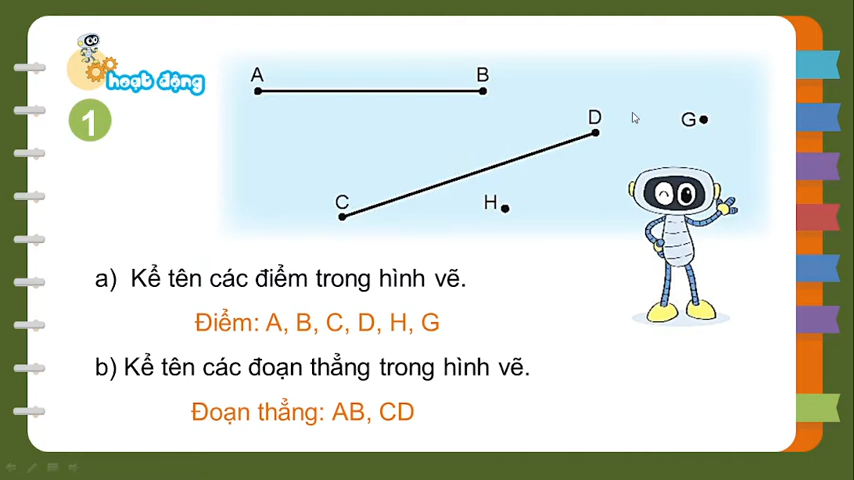 hoạt động
1
A
B
D
G
C
H
a) Kể tên các điểm trong hình vẽ.
Điểm: A, B, C, D, H, G
b) Kể tên các đoạn thẳng trong hình vẽ.
Đoạn thẳng: AB, CD